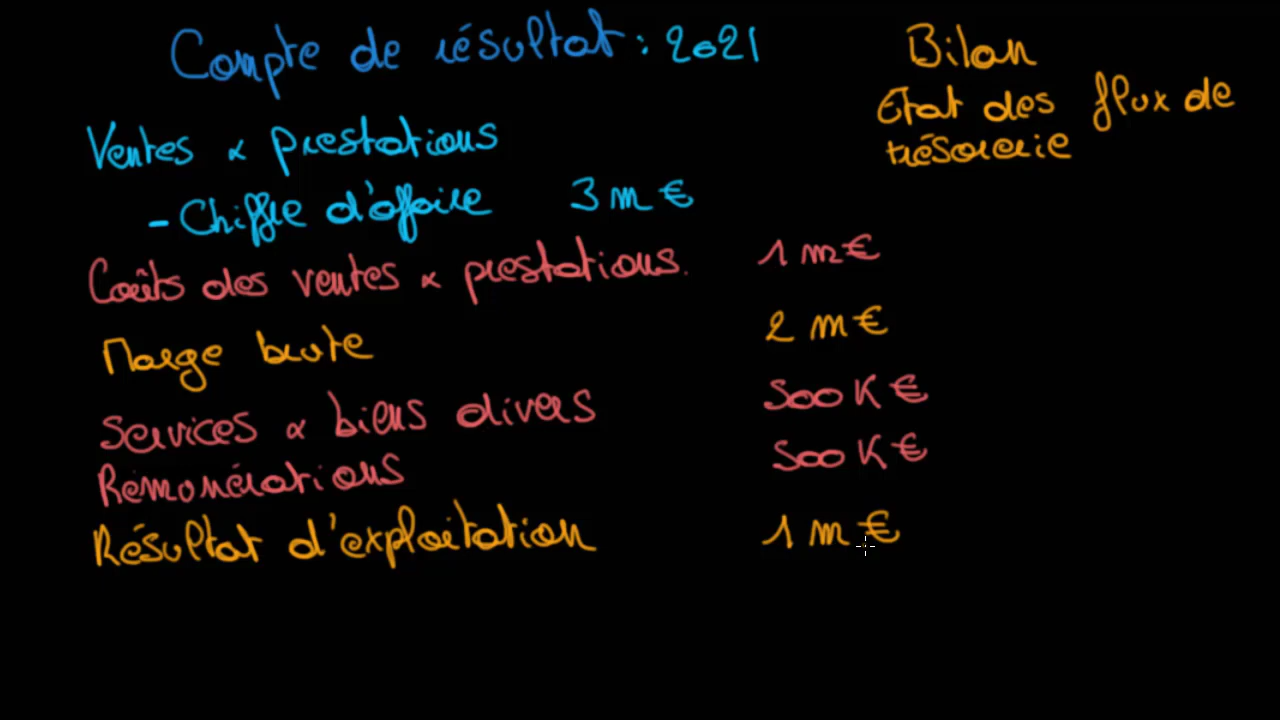 Compte de résultat : 2021
Bilan
Etat des flux de
trésorerie
Ventes & prestations
- Chiffre d'affaire 3 m €
Coûts des ventes & prestations. 1 m €
Marge brute 2 m €
Services & biens divers 500 K €
Rémunérations 500 K €
Résultat d'exploitation 1 m €